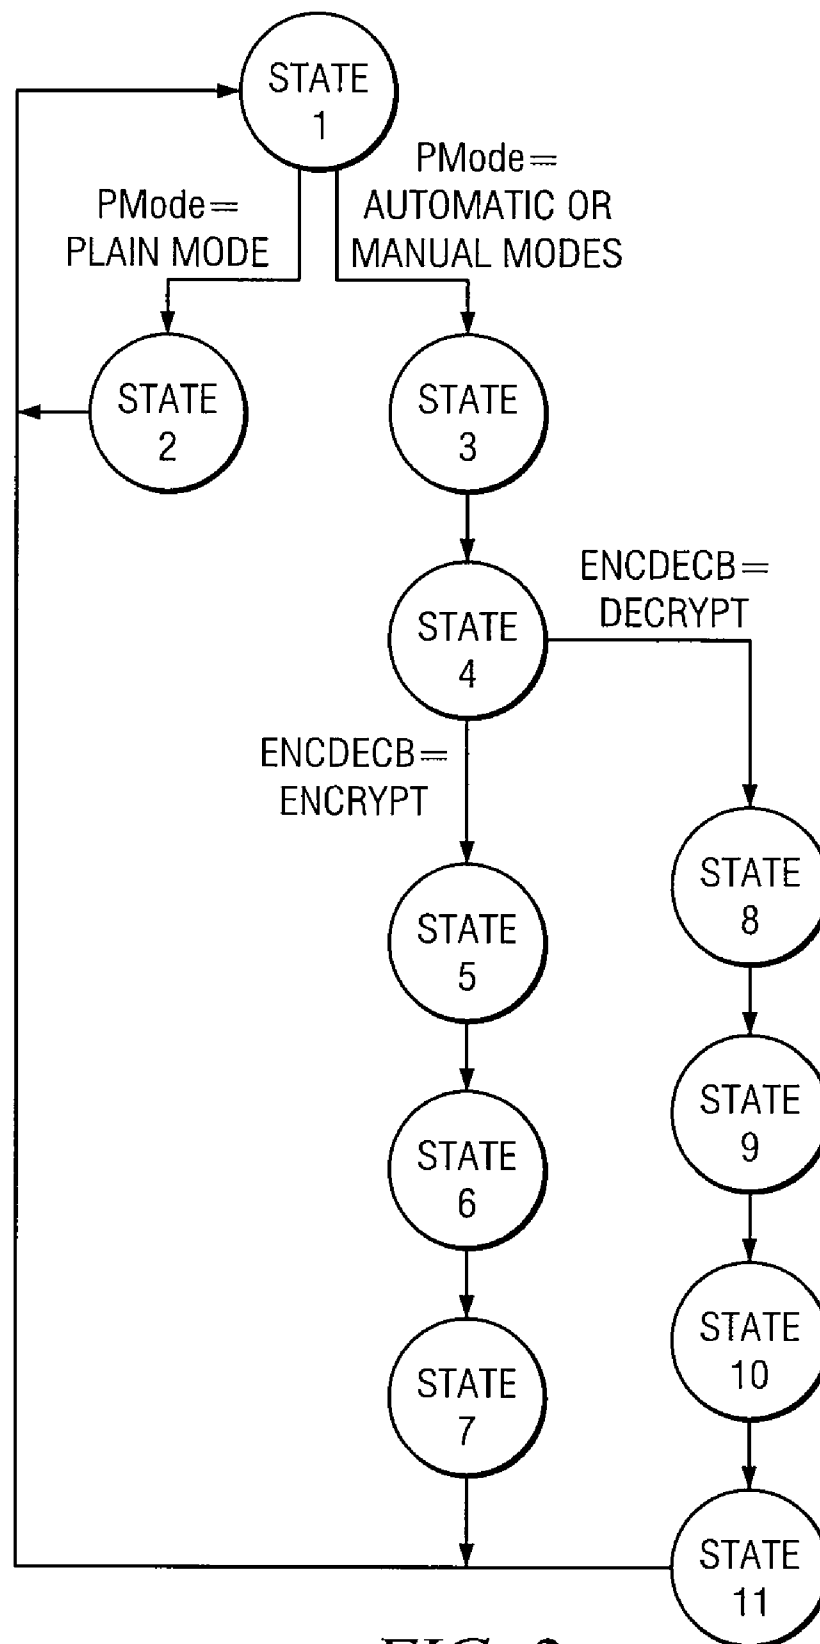 STATE
1
PMode=
PLAIN MODE
PMode=
AUTOMATIC OR
MANUAL MODES
STATE
2
STATE
3
STATE
4
ENCDECB=
DECRYPT
ENCDECB=
ENCRYPT
STATE
8
STATE
5
STATE
9
STATE
6
STATE
10
STATE
7
STATE
11